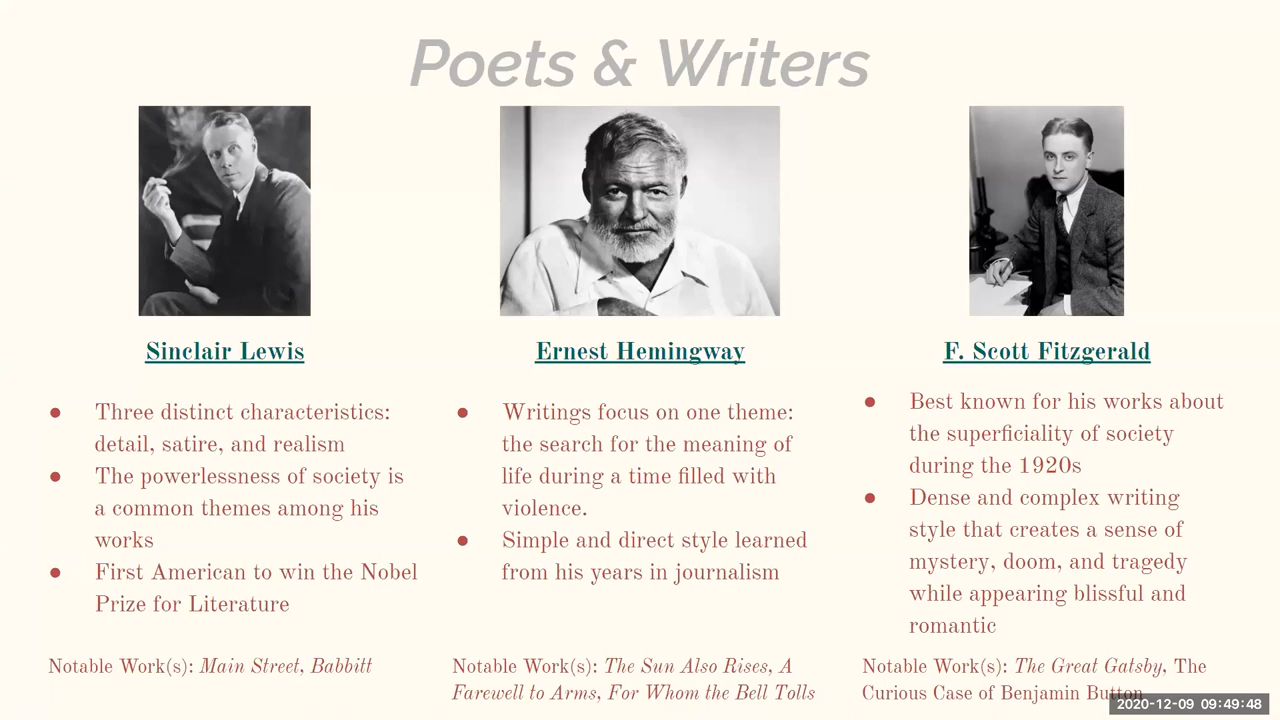 Poets & Writers
Sinclair Lewis
● Three distinct characteristics:
detail, satire, and realism
● The powerlessness of society is
a common themes among his
works
● First American to win the Nobel
Prize for Literature
Notable Work(s): Main Street, Babbitt
Ernest Hemingway
● Writings focus on one theme:
the search for the meaning of
life during a time filled with
violence.
● Simple and direct style learned
from his years in journalism
Notable Work(s): The Sun Also Rises, A
Farewell to Arms, For Whom the Bell Tolls
F. Scott Fitzgerald
● Best known for his works about
the superficiality of society
during the 1920s
● Dense and complex writing
style that creates a sense of
mystery, doom, and tragedy
while appearing blissful and
romantic
Notable Work(s): The Great Gatsby, The
Curious Case of Benjamin Button
2020-12-09 09:49:48